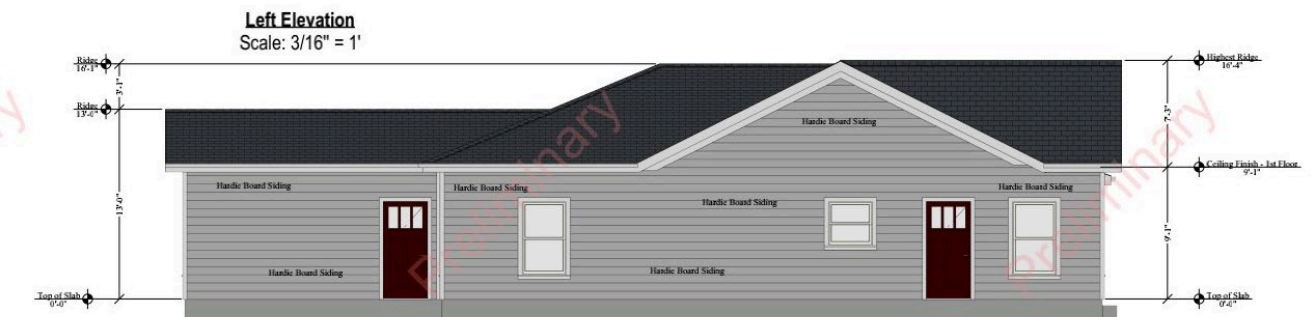 Left Elevation
Scale: 3/16" = 1'
Ridge
16'-1"
3'-1"
Ridge
13'-0"
13'-0"
Top of Slab
0'-0"
Highest Ridge
16'-4"
7'-3"
Ceiling Finish - 1st Floor
9'-1"
9'-1"
Top of Slab
0'-0"
Hardie Board Siding
Hardie Board Siding
Hardie Board Siding
Hardie Board Siding
Hardie Board Siding
Hardie Board Siding
Hardie Board Siding
Preliminary
Preliminary